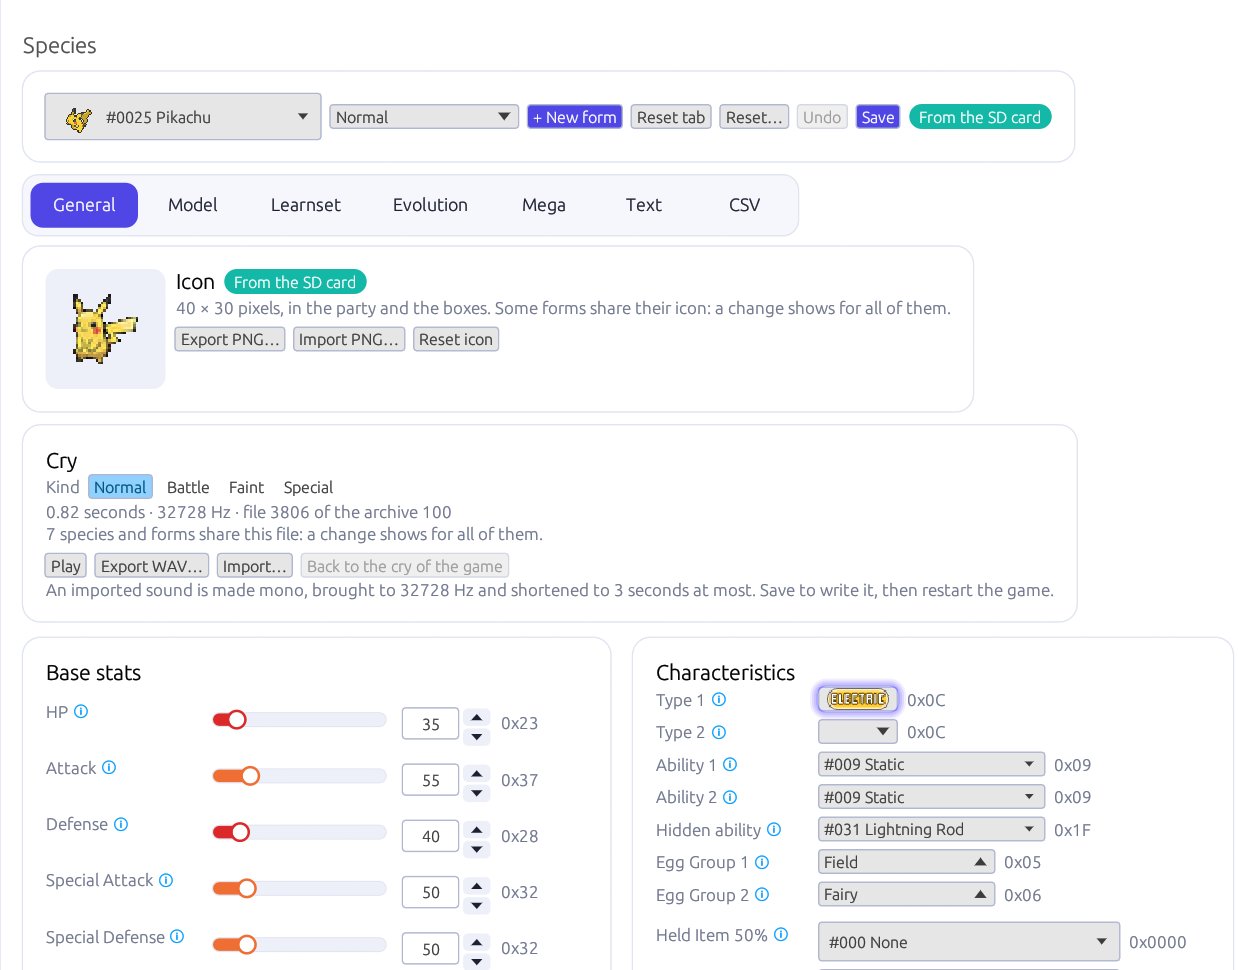 Species
#0025 Pikachu Normal + New form Reset tab Reset... Undo Save From the SD card
General Model Learnset Evolution Mega Text CSV
Icon From the SD card
40 × 30 pixels, in the party and the boxes. Some forms share their icon: a change shows for all of them.
Export PNG... Import PNG... Reset icon
Cry
Kind Normal Battle Faint Special
0.82 seconds · 32728 Hz · file 3806 of the archive 100
7 species and forms share this file: a change shows for all of them.
Play Export WAV... Import... Back to the cry of the game
An imported sound is made mono, brought to 32728 Hz and shortened to 3 seconds at most. Save to write it, then restart the game.
Base stats
HP 35 0x23
Attack 55 0x37
Defense 40 0x28
Special Attack 50 0x32
Special Defense 50 0x32
Characteristics
Type 1 ELECTRIC 0x0C
Type 2 0x0C
Ability 1 #009 Static 0x09
Ability 2 #009 Static 0x09
Hidden ability #031 Lightning Rod 0x1F
Egg Group 1 Field 0x05
Egg Group 2 Fairy 0x06
Held Item 50% #000 None 0x0000